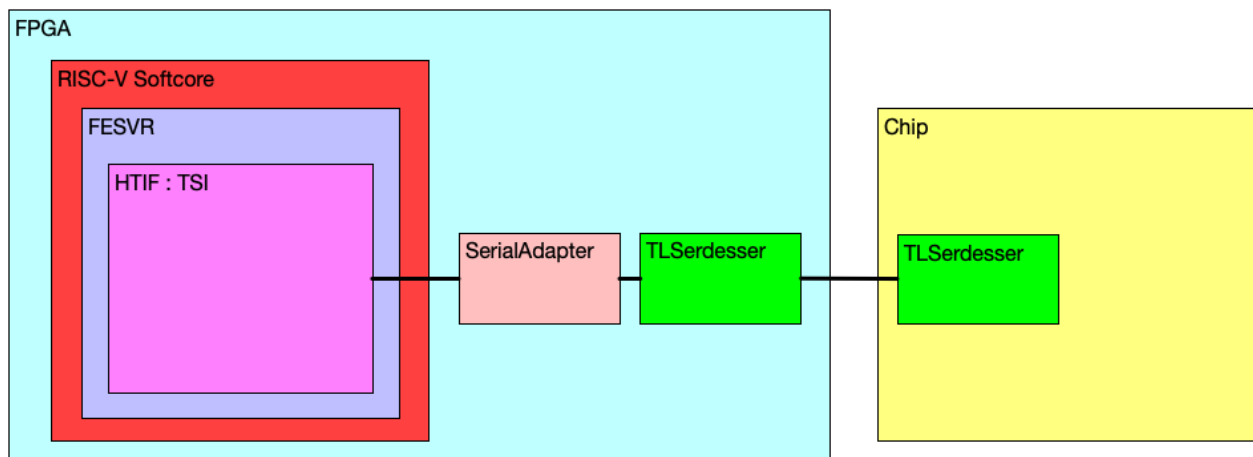 FPGA
RISC-V Softcore
FESVR
HTIF : TSI
SerialAdapter
TLSerdesser
Chip
TLSerdesser